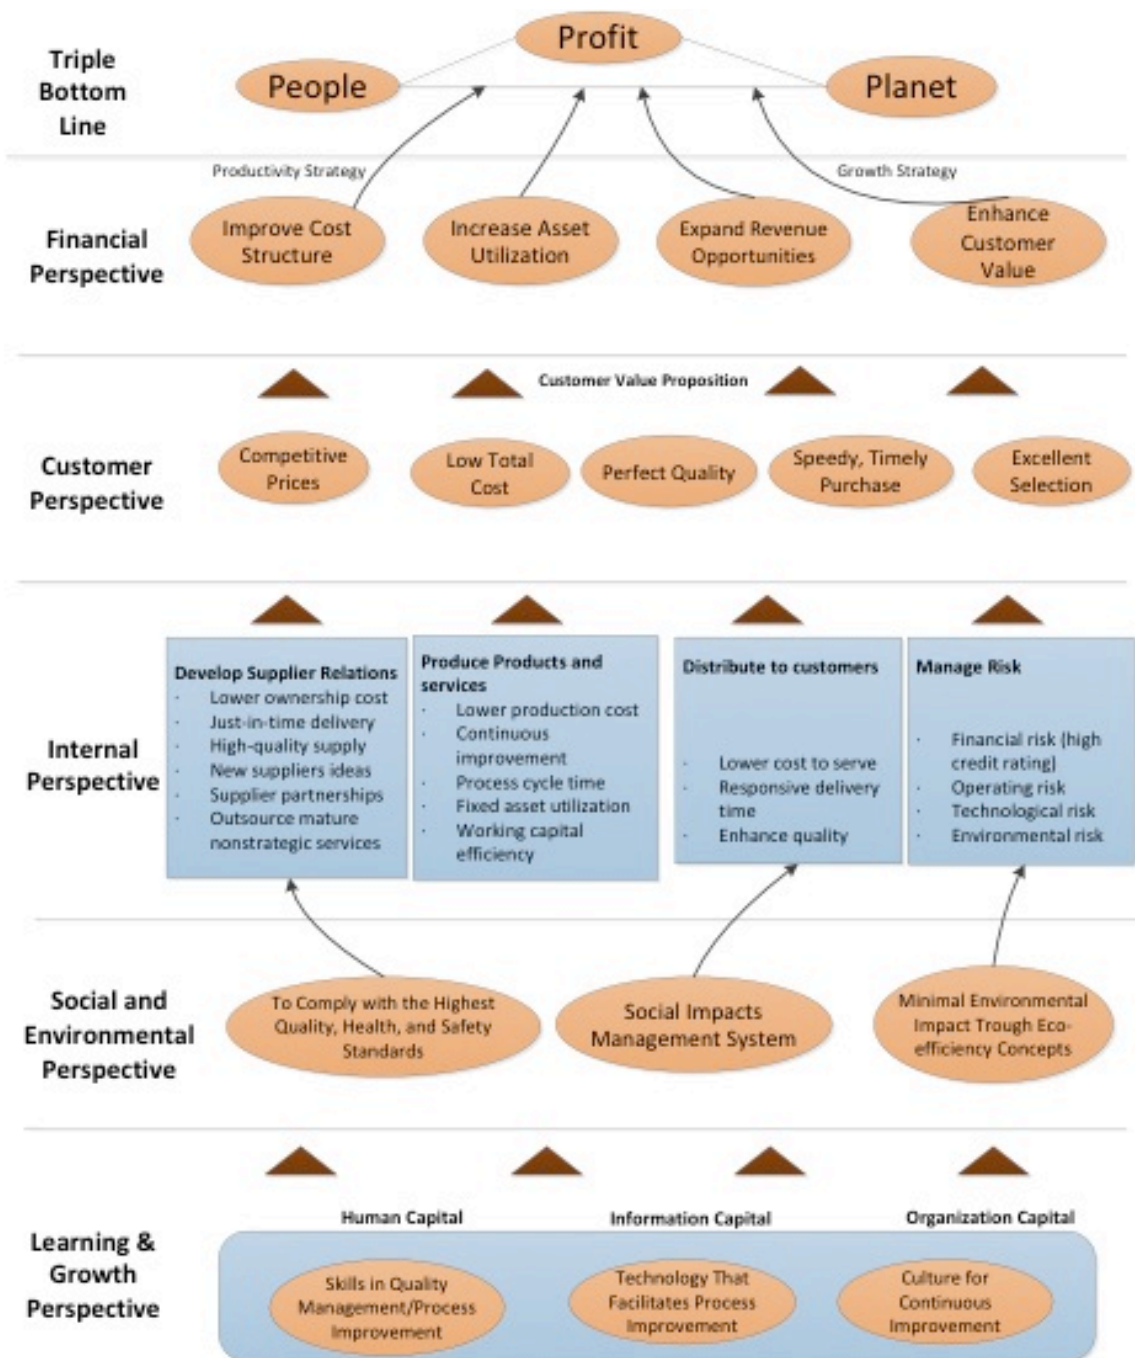 Triple
Bottom
Line
People
Profit
Planet
Productivity Strategy
Growth Strategy
Financial
Perspective
Improve Cost
Structure
Increase Asset
Utilization
Expand Revenue
Opportunities
Enhance
Customer
Value
Customer Value Proposition
Customer
Perspective
Competitive
Prices
Low Total
Cost
Perfect Quality
Speedy, Timely
Purchase
Excellent
Selection
Internal
Perspective
Develop Supplier Relations
· Lower ownership cost
· Just-in-time delivery
· High-quality supply
· New suppliers ideas
· Supplier partnerships
· Outsource mature
nonstrategic services
Produce Products and
services
· Lower production cost
· Continuous
improvement
· Process cycle time
· Fixed asset utilization
· Working capital
efficiency
Distribute to customers
· Lower cost to serve
· Responsive delivery
time
· Enhance quality
Manage Risk
· Financial risk (high
credit rating)
· Operating risk
· Technological risk
· Environmental risk
Social and
Environmental
Perspective
To Comply with the Highest
Quality, Health, and Safety
Standards
Social Impacts
Management System
Minimal Environmental
Impact Trough Eco-
efficiency Concepts
Learning &
Growth
Perspective
Human Capital
Information Capital
Organization Capital
Skills in Quality
Management/Process
Improvement
Technology That
Facilitates Process
Improvement
Culture for
Continuous
Improvement